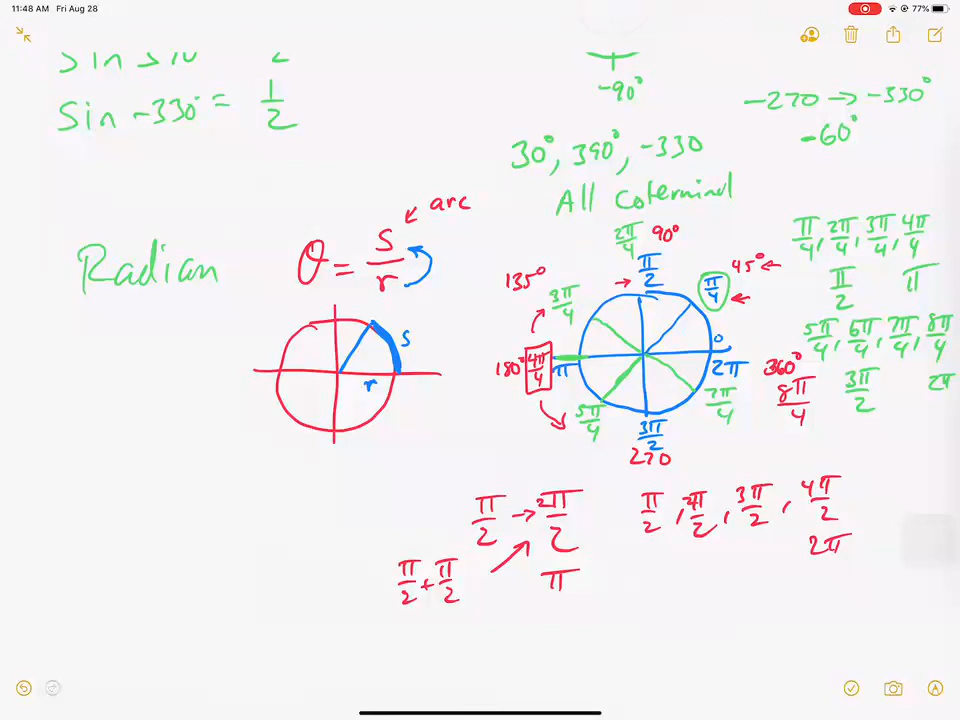 11:48 AM Fri Aug 28
77%
Sin -330° = 1/2
-90°
-270 → -330°
-60°
30°, 390°, -330
All Coterminal
Radian
θ = s/r
arc
s
r
2π/4 90°
π/2
π/4 45°
135°
3π/4
180° 4π/4 π
0
2π
360°
8π/4
5π/4
7π/4
3π/2
270
π/4, 2π/4, 3π/4, 4π/4
π/2 π
5π/4, 6π/4, 7π/4, 8π/4
3π/2 2π
π/2 → 2π/2
π/2 + π/2
π
π/2, 2π/2, 3π/2, 4π/2
2π